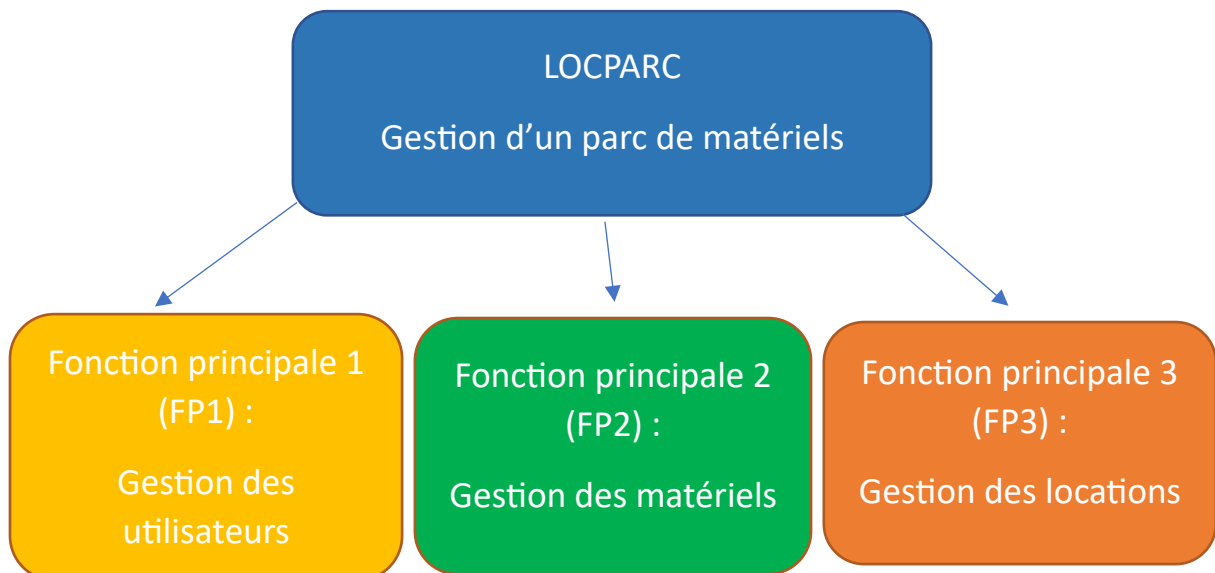 LOCPARC
Gestion d’un parc de matériels
Fonction principale 1
(FP1) :
Gestion des
utilisateurs
Fonction principale 2
(FP2) :
Gestion des matériels
Fonction principale 3
(FP3) :
Gestion des locations